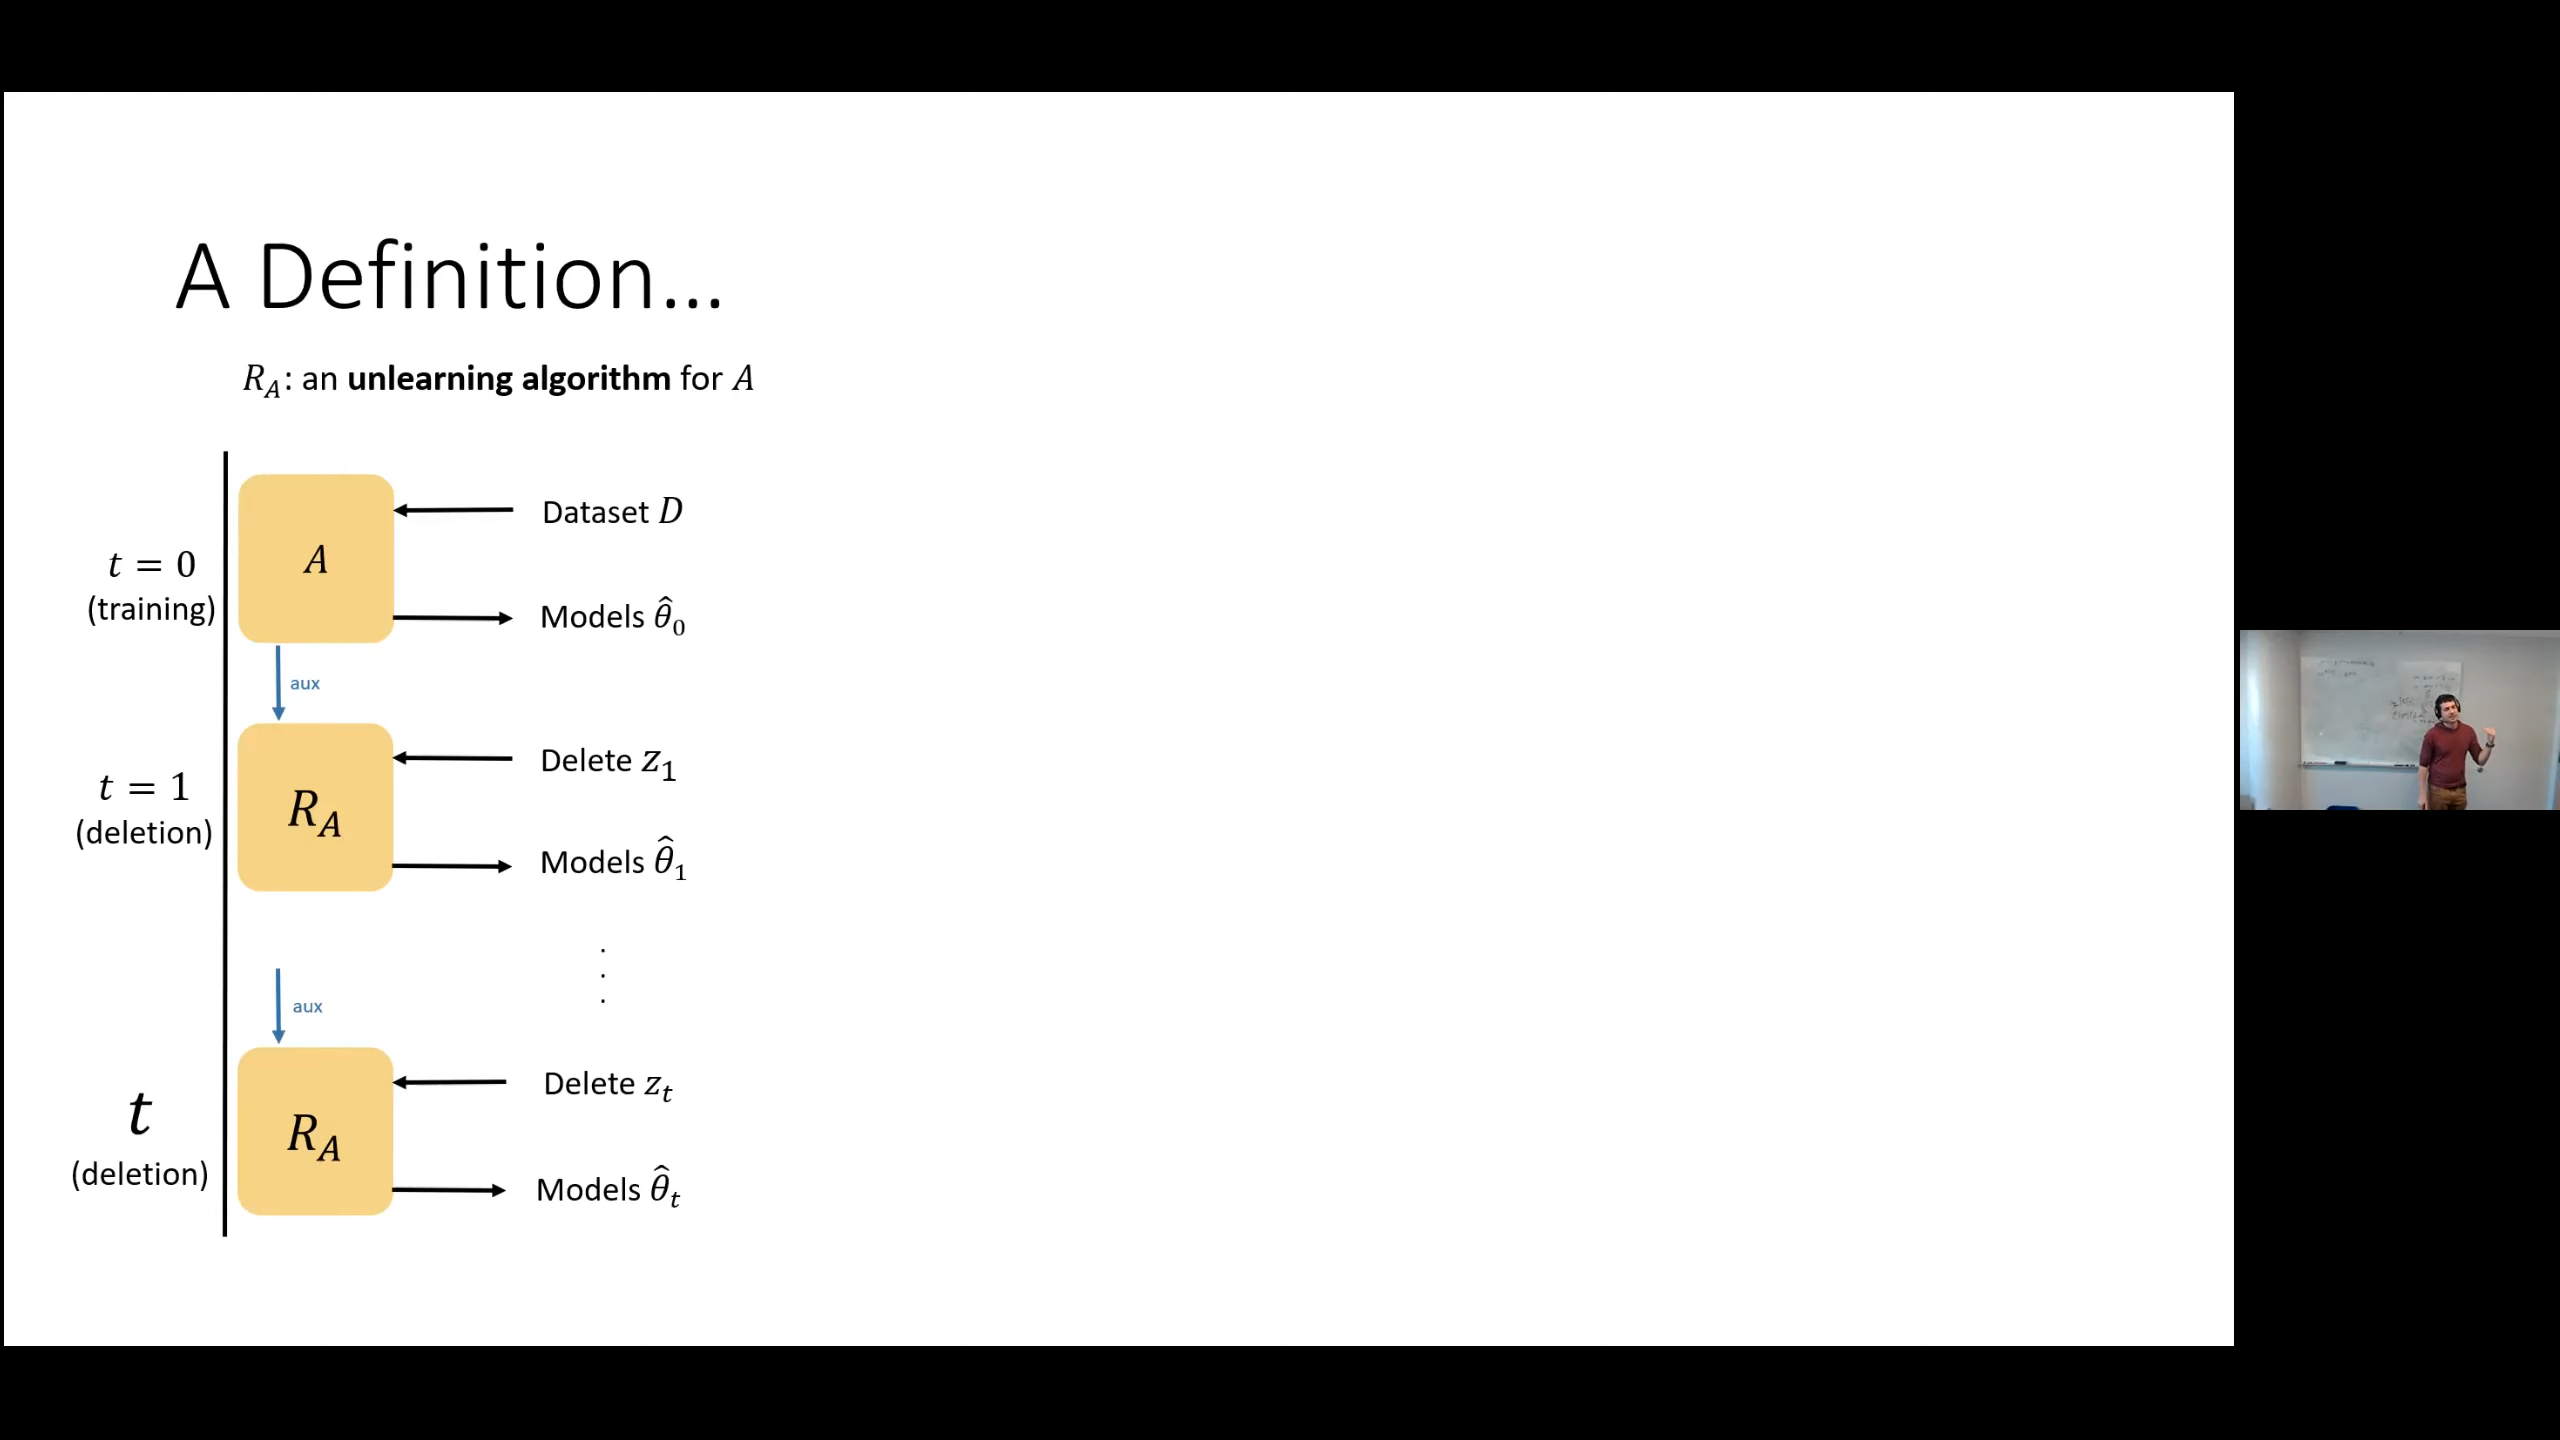 A Definition...
R_A: an unlearning algorithm for A
t = 0
(training)
A
Dataset D
Models θ̂_0
aux
t = 1
(deletion)
R_A
Delete z_1
Models θ̂_1
.
.
.
aux
t
(deletion)
R_A
Delete z_t
Models θ̂_t